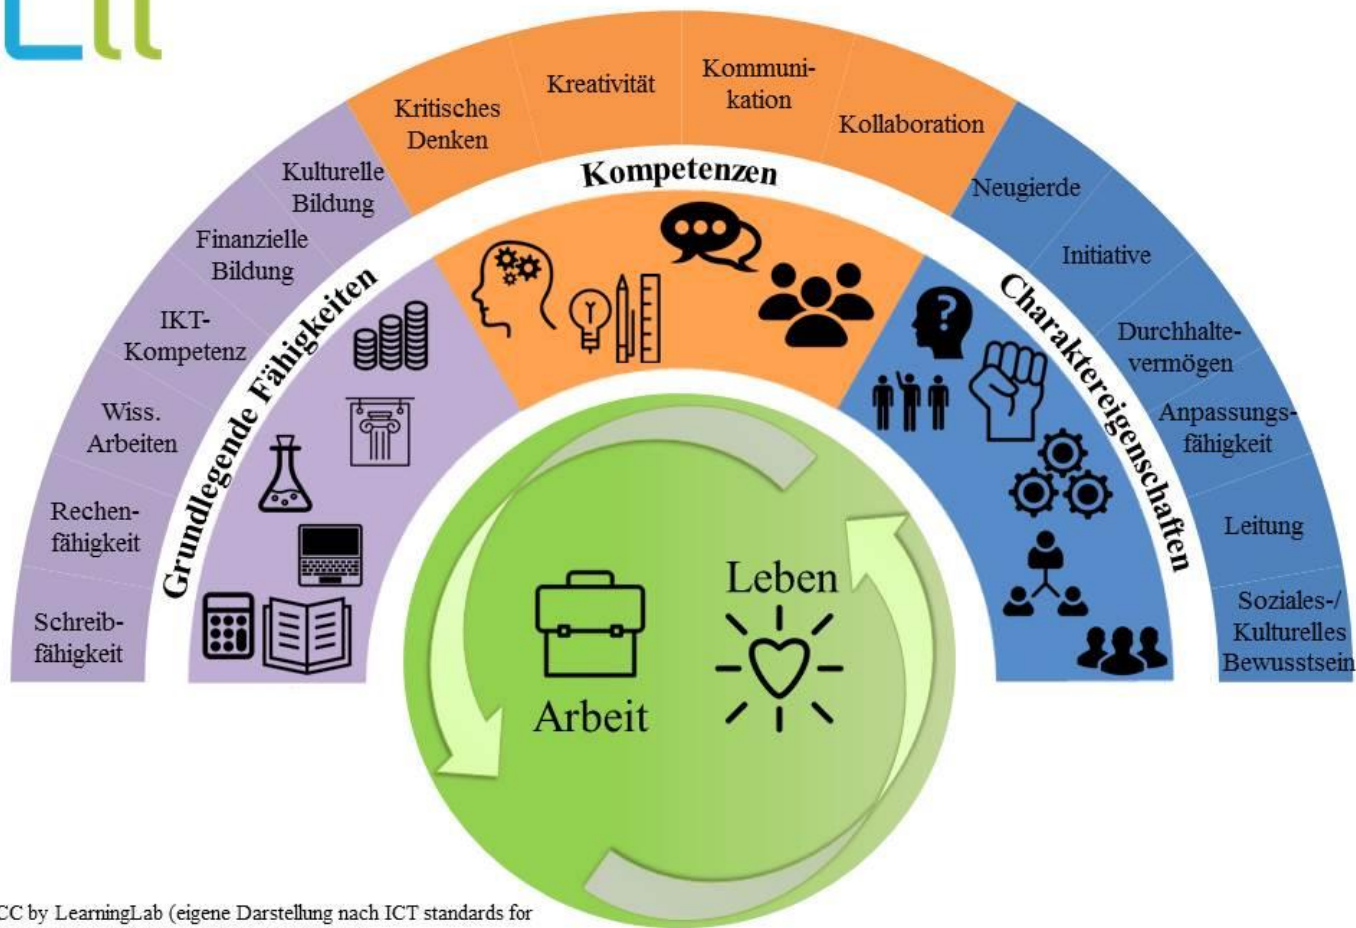 Kompetenzen
Kritisches
Denken
Kreativität
Kommuni-
kation
Kollaboration
Grundlegende Fähigkeiten
Kulturelle
Bildung
Finanzielle
Bildung
IKT-
Kompetenz
Wiss.
Arbeiten
Rechen-
fähigkeit
Schreib-
fähigkeit
Charaktereigenschaften
Neugierde
Initiative
Durchhalte-
vermögen
Anpassungs-
fähigkeit
Leitung
Soziales-/
Kulturelles
Bewusstsein
?
Leben
Arbeit
CC by LearningLab (eigene Darstellung nach ICT standards for